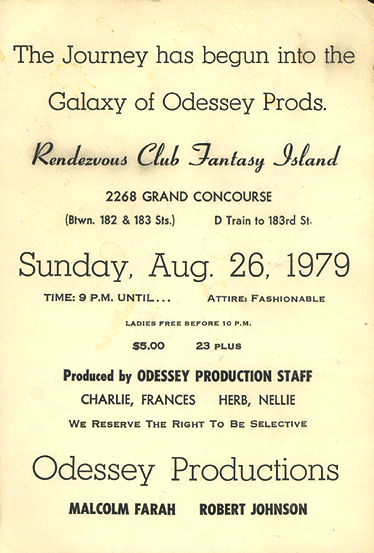 The Journey has begun into the
Galaxy of Odessey Prods.
Rendezvous Club Fantasy Island
2268 GRAND CONCOURSE
(Btwn. 182 & 183 Sts.) D Train to 183rd St.
Sunday, Aug. 26, 1979
TIME: 9 P.M. UNTIL... ATTIRE: FASHIONABLE
LADIES FREE BEFORE 10 P.M.
$5.00 23 PLUS
Produced by ODESSEY PRODUCTION STAFF
CHARLIE, FRANCES HERB, NELLIE
WE RESERVE THE RIGHT TO BE SELECTIVE
Odessey Productions
MALCOLM FARAH ROBERT JOHNSON